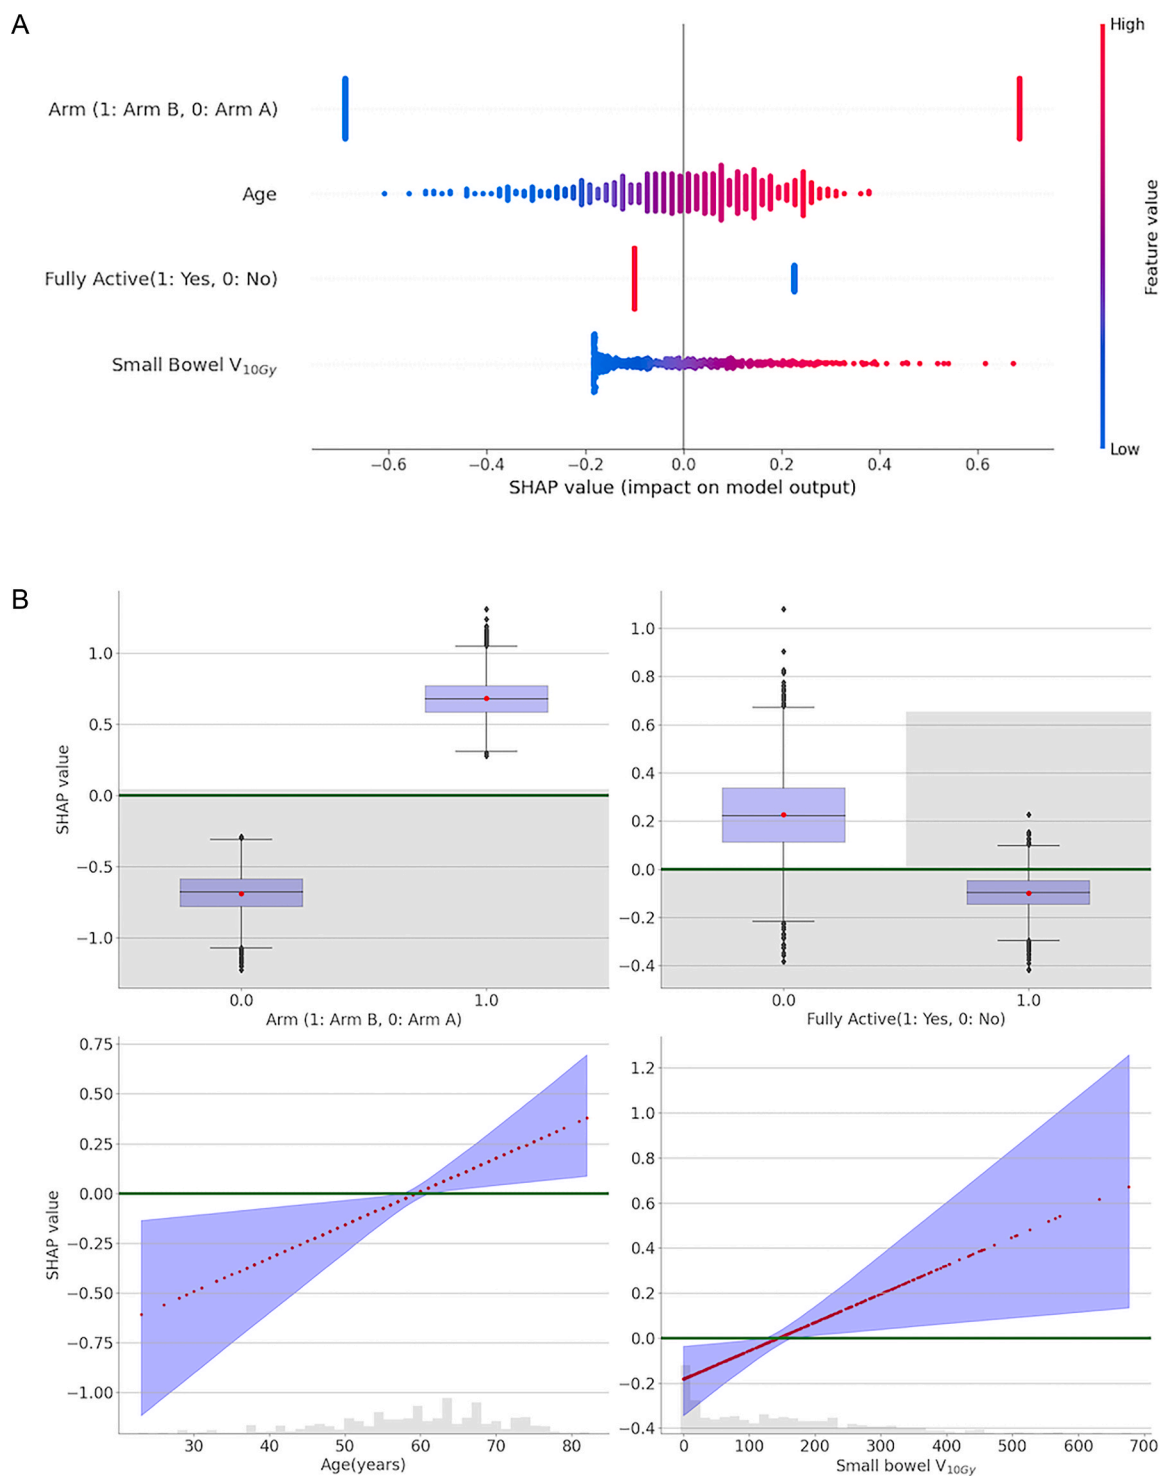 A
High
Arm (1: Arm B, 0: Arm A)
Age
Fully Active(1: Yes, 0: No)
Small Bowel V10Gy
Feature value
Low
−0.6 −0.4 −0.2 0.0 0.2 0.4 0.6
SHAP value (impact on model output)
B
1.0
0.5
0.0
−0.5
−1.0
SHAP value
0.0 1.0
Arm (1: Arm B, 0: Arm A)
1.0
0.8
0.6
0.4
0.2
0.0
−0.2
−0.4
0.0 1.0
Fully Active(1: Yes, 0: No)
0.75
0.50
0.25
0.00
−0.25
−0.50
−0.75
−1.00
SHAP value
30 40 50 60 70 80
Age(years)
1.2
1.0
0.8
0.6
0.4
0.2
0.0
−0.2
−0.4
0 100 200 300 400 500 600 700
Small bowel V10Gy